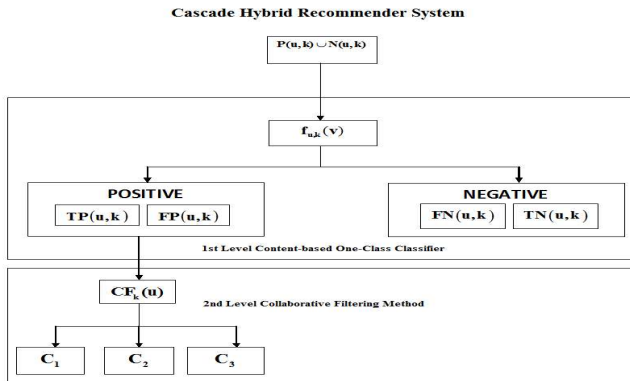 Cascade Hybrid Recommender System
P(u,k) ∪ N(u,k)
f_{u,k}(v)
POSITIVE
TP(u,k) FP(u,k)
NEGATIVE
FN(u,k) TN(u,k)
1st Level Content-based One-Class Classifier
CF_k(u)
2nd Level Collaborative Filtering Method
C_1 C_2 C_3